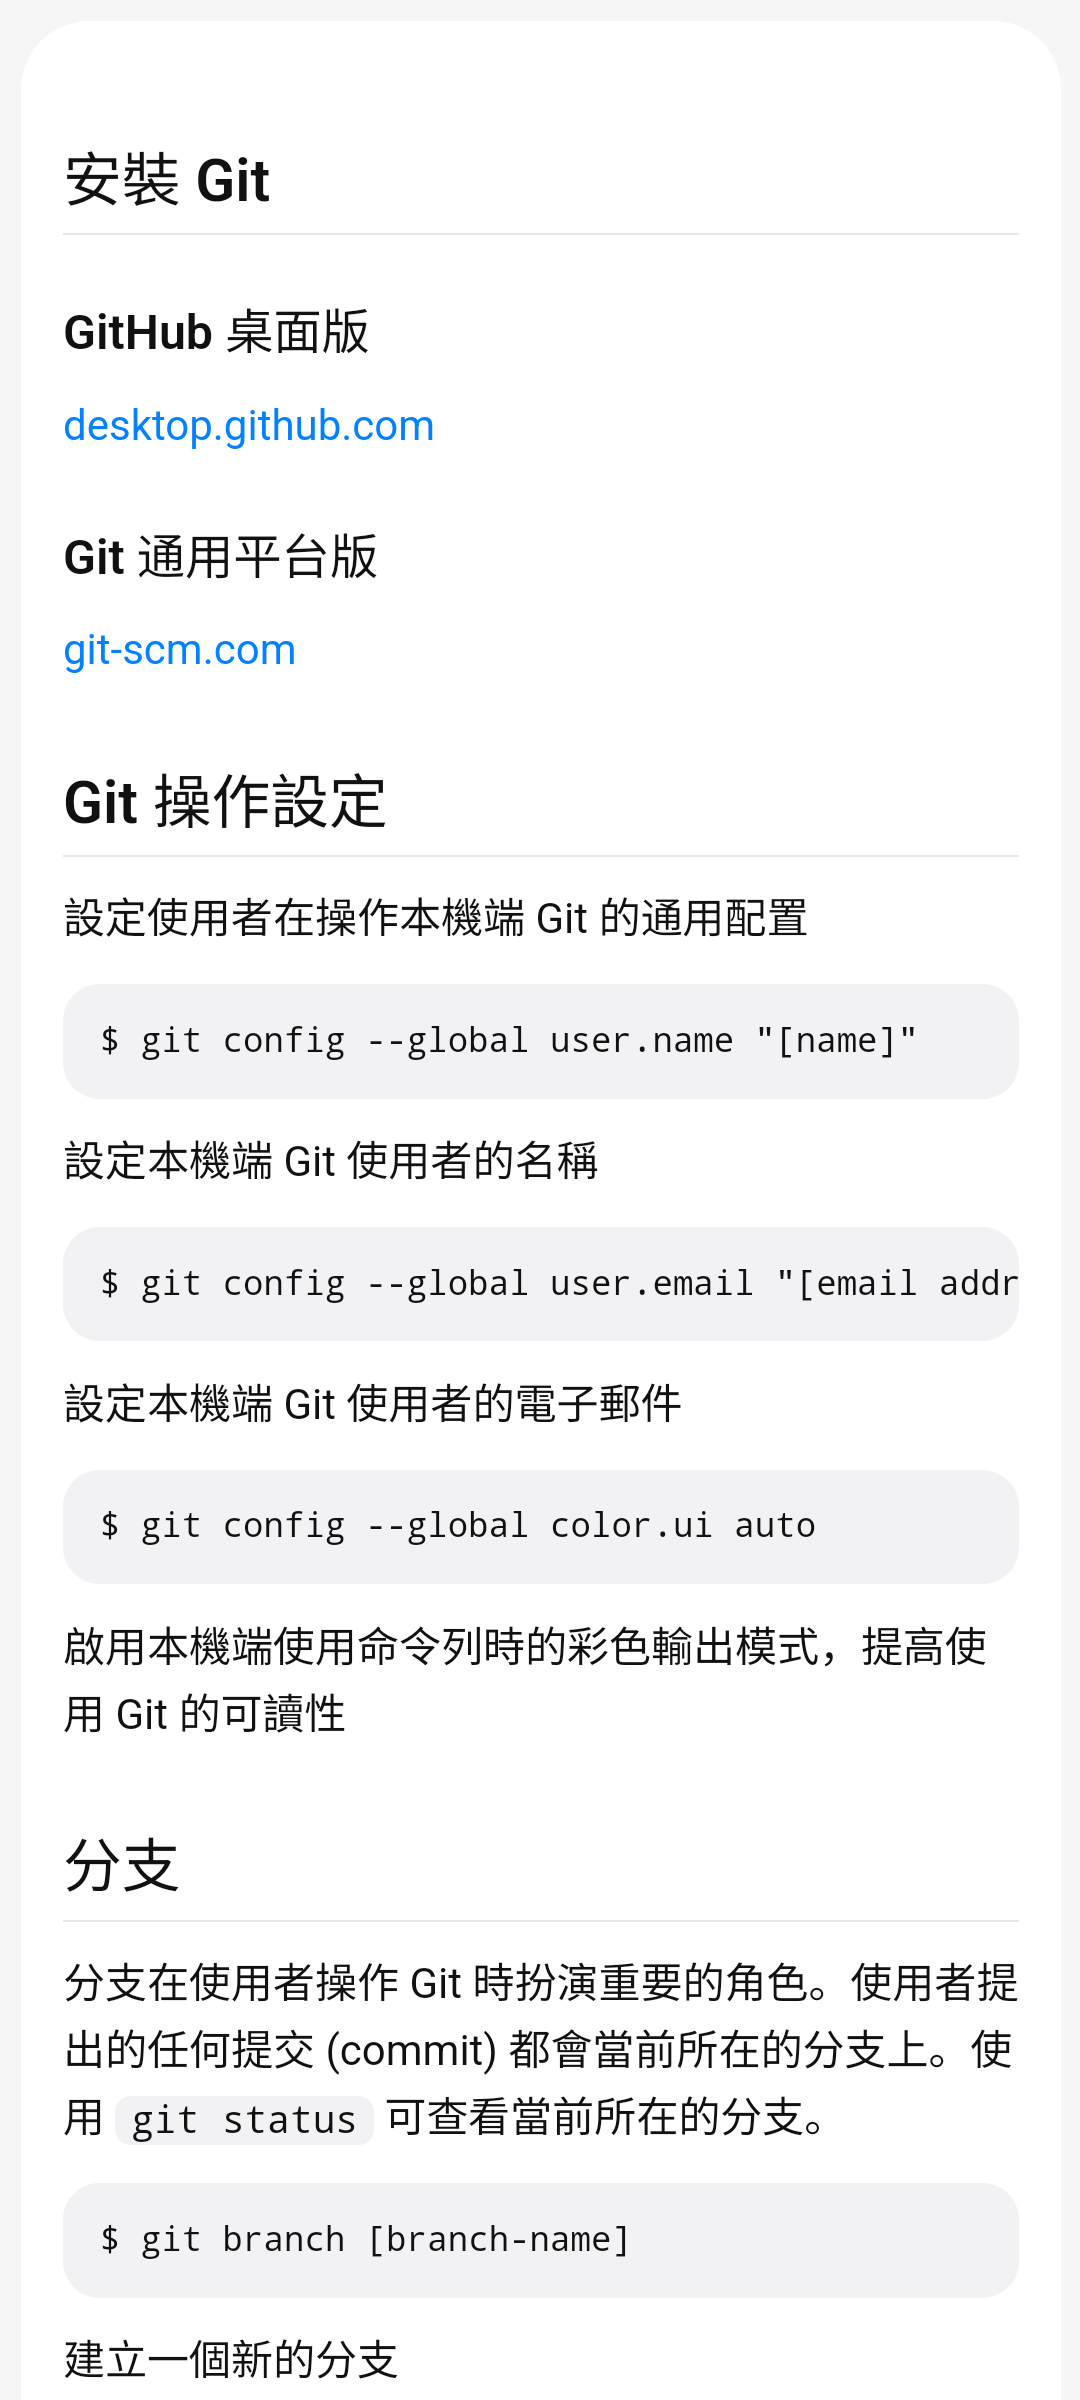 安裝 Git
GitHub 桌面版
desktop.github.com
Git 通用平台版
git-scm.com
Git 操作設定
設定使用者在操作本機端 Git 的通用配置
$ git config --global user.name "[name]"
設定本機端 Git 使用者的名稱
$ git config --global user.email "[email addr
設定本機端 Git 使用者的電子郵件
$ git config --global color.ui auto
啟用本機端使用命令列時的彩色輸出模式，提高使
用 Git 的可讀性
分支
分支在使用者操作 Git 時扮演重要的角色。使用者提
出的任何提交 (commit) 都會當前所在的分支上。使
用 git status 可查看當前所在的分支。
$ git branch [branch-name]
建立一個新的分支